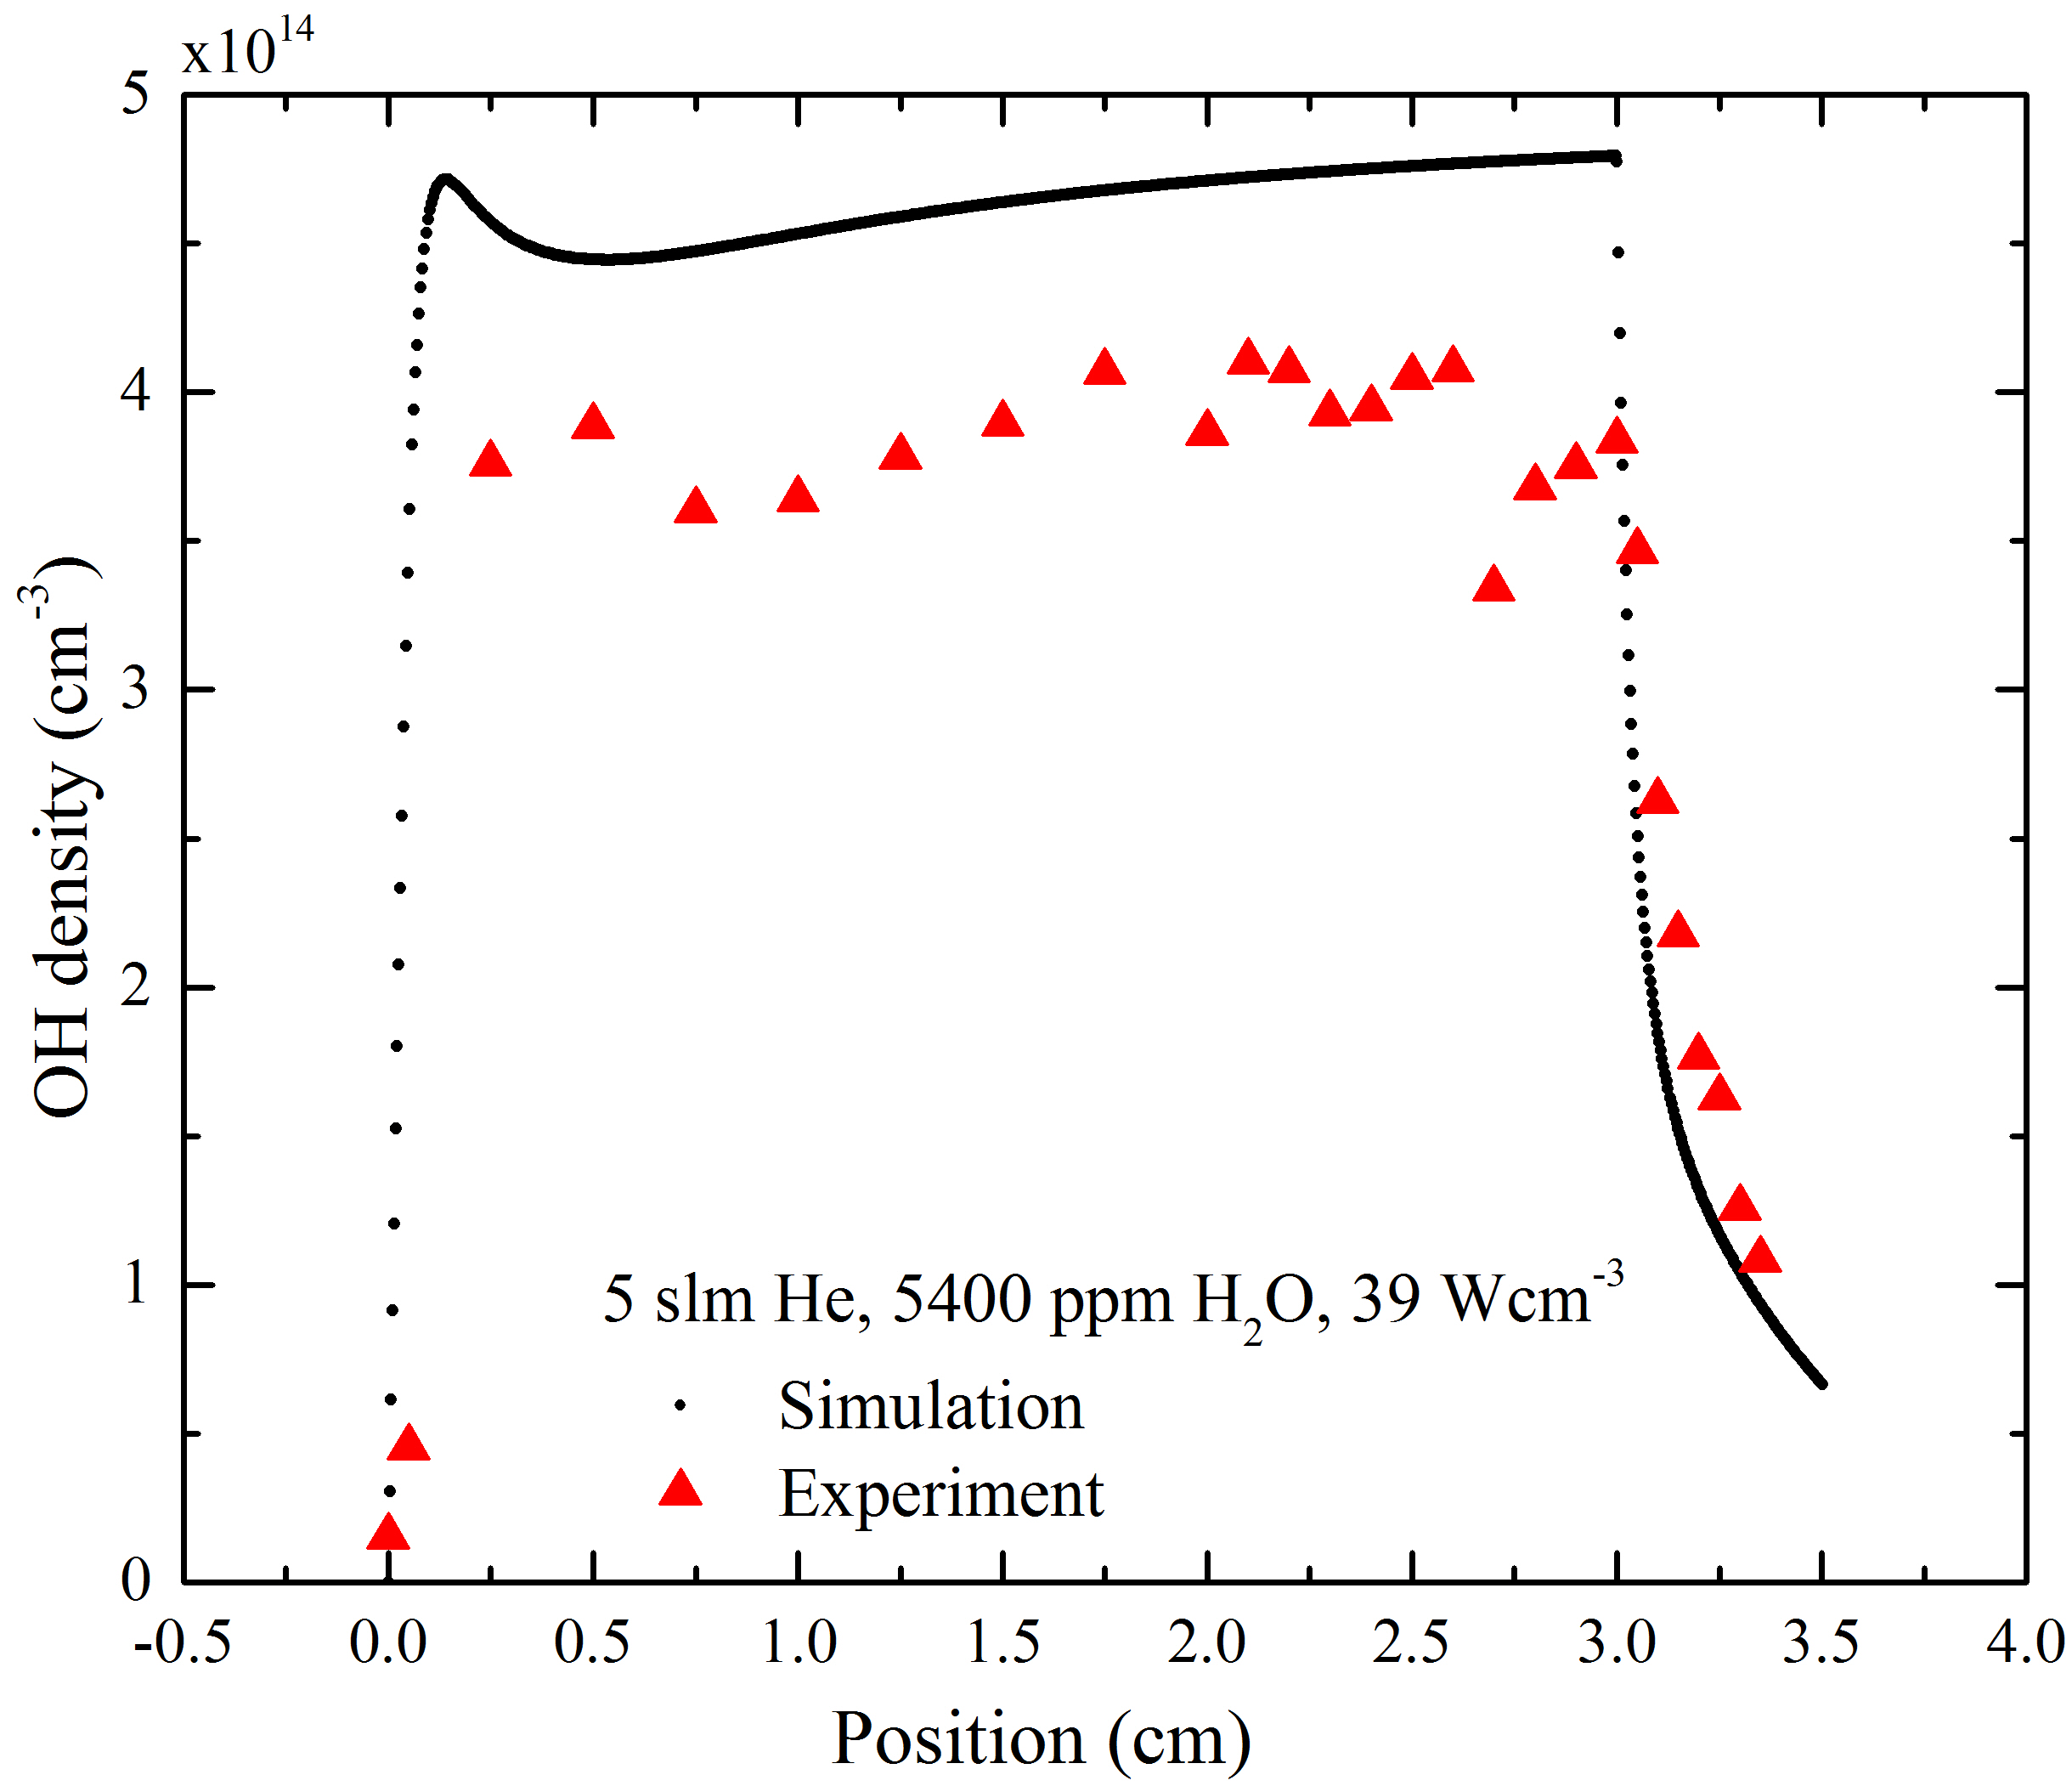 x10^14
5
4
3
2
1
0
OH density (cm^-3)
5 slm He, 5400 ppm H_2O, 39 Wcm^-3
Simulation
Experiment
-0.5 0.0 0.5 1.0 1.5 2.0 2.5 3.0 3.5 4.0
Position (cm)